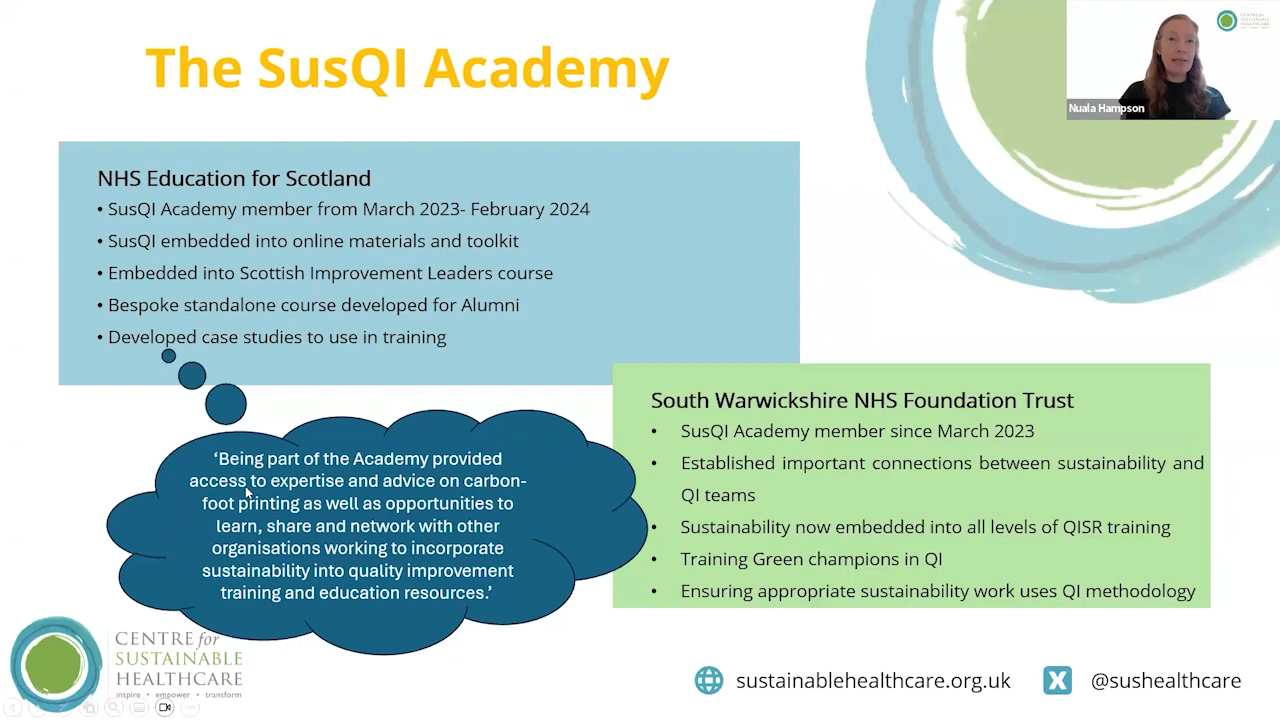 The SusQI Academy
CENTRE for
SUSTAINABLE
HEALTHCARE
Nuala Hampson
NHS Education for Scotland
• SusQI Academy member from March 2023- February 2024
• SusQI embedded into online materials and toolkit
• Embedded into Scottish Improvement Leaders course
• Bespoke standalone course developed for Alumni
• Developed case studies to use in training
South Warwickshire NHS Foundation Trust
• SusQI Academy member since March 2023
• Established important connections between sustainability and
QI teams
• Sustainability now embedded into all levels of QISR training
• Training Green champions in QI
• Ensuring appropriate sustainability work uses QI methodology
‘Being part of the Academy provided
access to expertise and advice on carbon-
foot printing as well as opportunities to
learn, share and network with other
organisations working to incorporate
sustainability into quality improvement
training and education resources.’
CENTRE for
SUSTAINABLE
HEALTHCARE
inspire • empower • transform
sustainablehealthcare.org.uk
X @sushealthcare